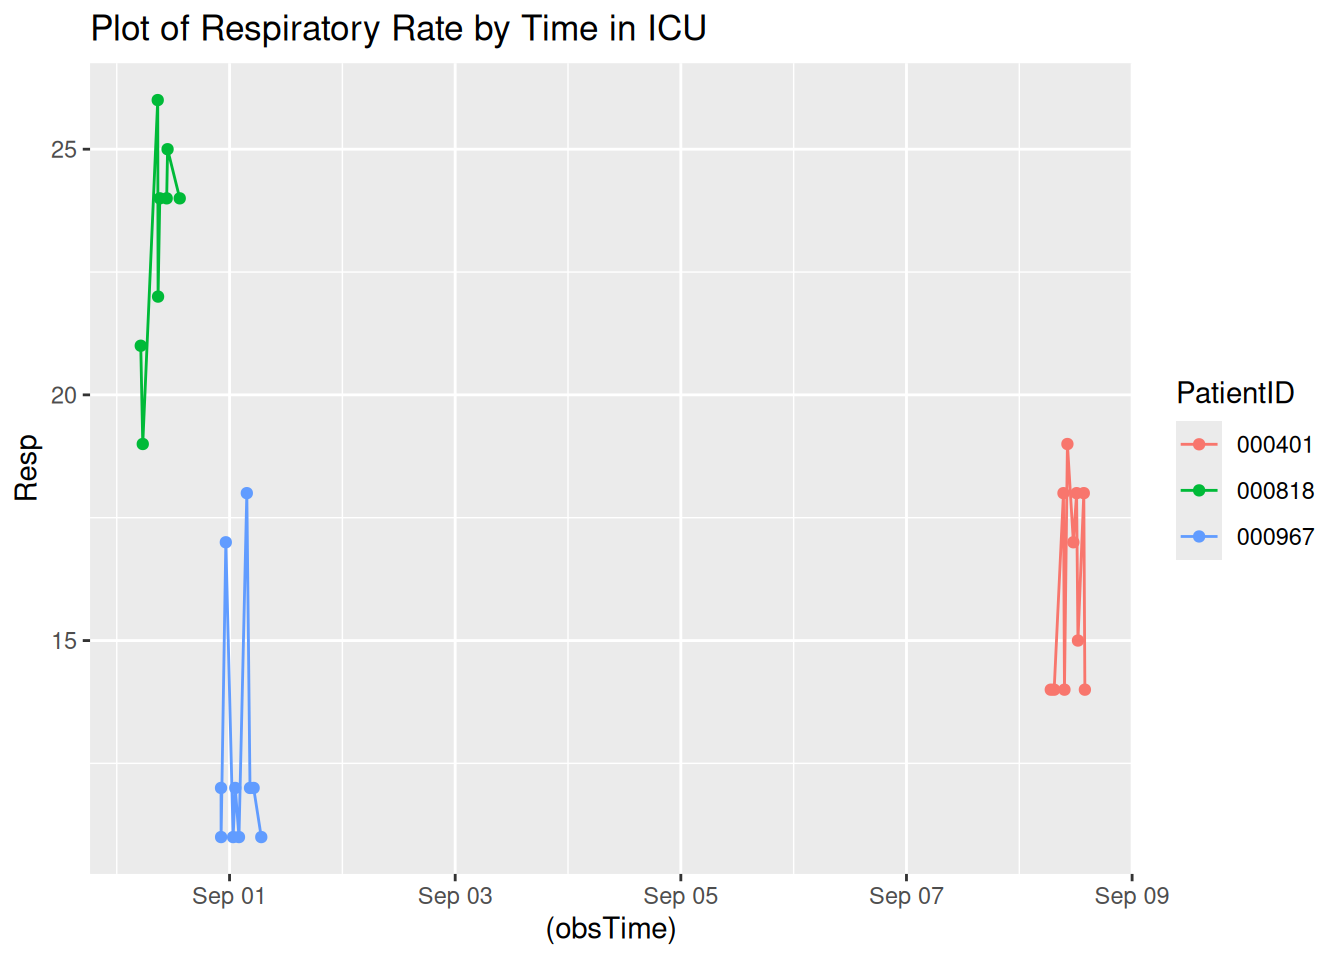 Plot of Respiratory Rate by Time in ICU
25
20
15
Resp
Sep 01
Sep 03
Sep 05
Sep 07
Sep 09
(obsTime)
PatientID
000401
000818
000967